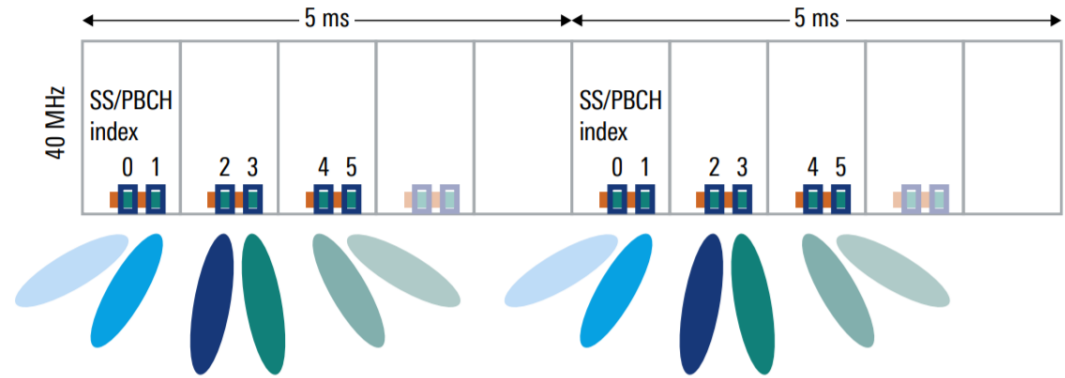 5 ms 5 ms
40 MHz
SS/PBCH SS/PBCH
index index
0 1 2 3 4 5 0 1 2 3 4 5